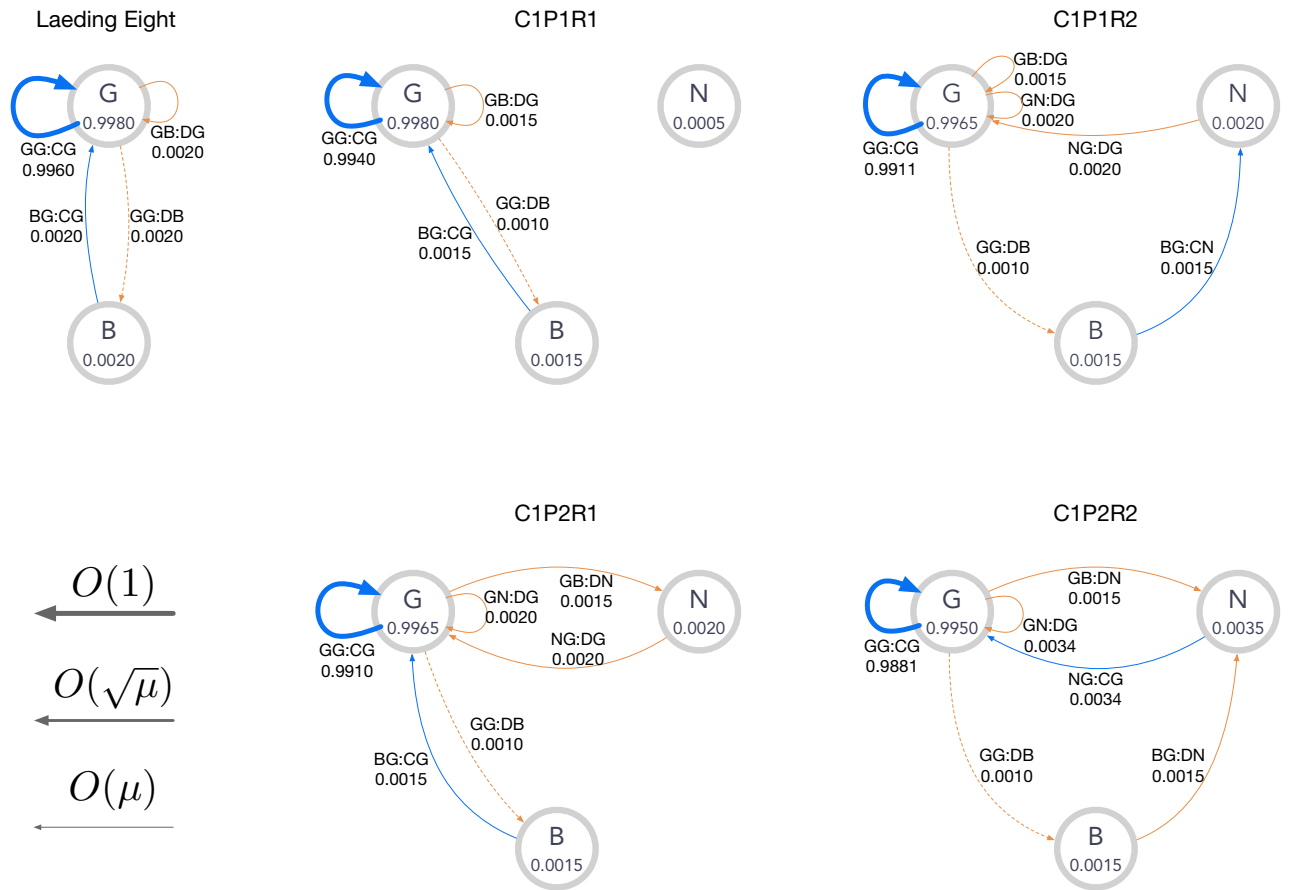 Laeding Eight
G
0.9980
GB:DG
0.0020
GG:CG
0.9960
BG:CG
0.0020
GG:DB
0.0020
B
0.0020
C1P1R1
G
0.9980
GB:DG
0.0015
GG:CG
0.9940
N
0.0005
GG:DB
0.0010
BG:CG
0.0015
B
0.0015
C1P1R2
GB:DG
0.0015
G
0.9965
GN:DG
0.0020
N
0.0020
GG:CG
0.9911
NG:DG
0.0020
GG:DB
0.0010
BG:CN
0.0015
B
0.0015
O(1)
O(√μ)
O(μ)
C1P2R1
G
0.9965
GB:DN
0.0015
GN:DG
0.0020
N
0.0020
NG:DG
0.0020
GG:CG
0.9910
GG:DB
0.0010
BG:CG
0.0015
B
0.0015
C1P2R2
G
0.9950
GB:DN
0.0015
N
0.0035
GN:DG
0.0034
GG:CG
0.9881
NG:CG
0.0034
GG:DB
0.0010
BG:DN
0.0015
B
0.0015